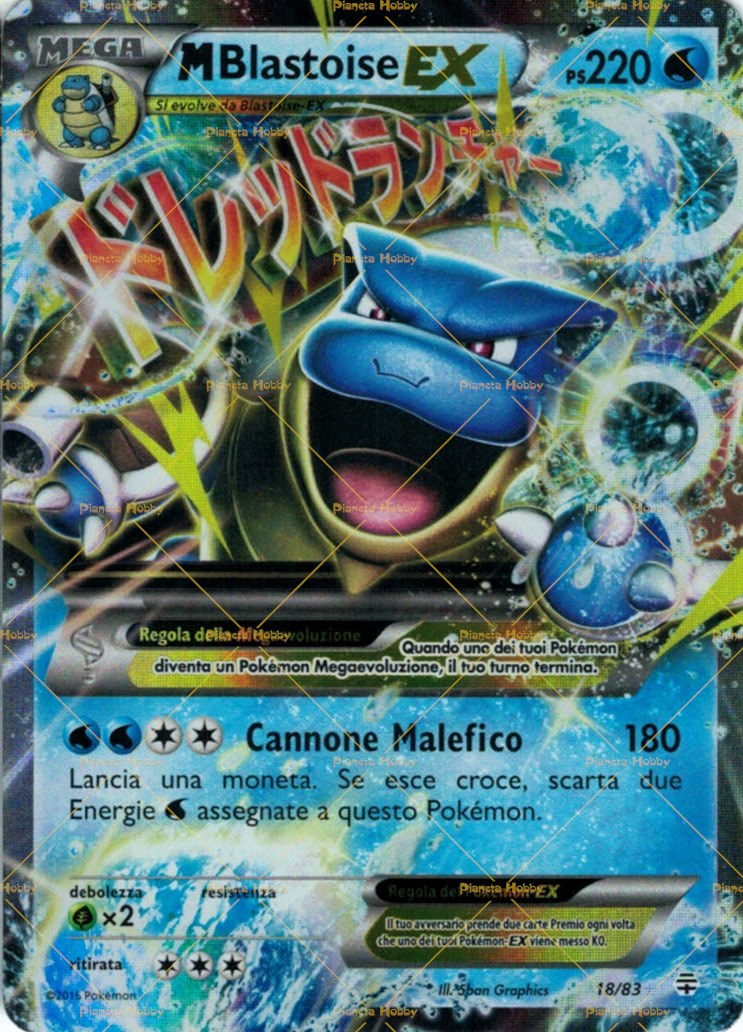 MEGA M Blastoise EX PS220
Si evolve da Blastoise-EX
ドレッドランチャー
Regola della Megaevoluzione
Quando uno dei tuoi Pokémon
diventa un Pokémon Megaevoluzione, il tuo turno termina.
Cannone Malefico 180
Lancia una moneta. Se esce croce, scarta due
Energie assegnate a questo Pokémon.
debolezza resistenza
×2
Regola dei Pokémon-EX
Il tuo avversario prende due carte Premio ogni volta
che uno dei tuoi Pokémon-EX viene messo KO.
ritirata
©2016 Pokémon
Ill. 5ban Graphics
18/83
Pianeta Hobby